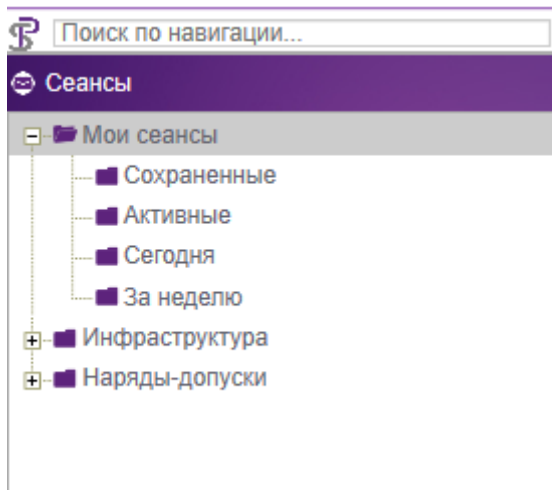 Поиск по навигации...
Сеансы
Мои сеансы
Сохраненные
Активные
Сегодня
За неделю
Инфраструктура
Наряды-допуски